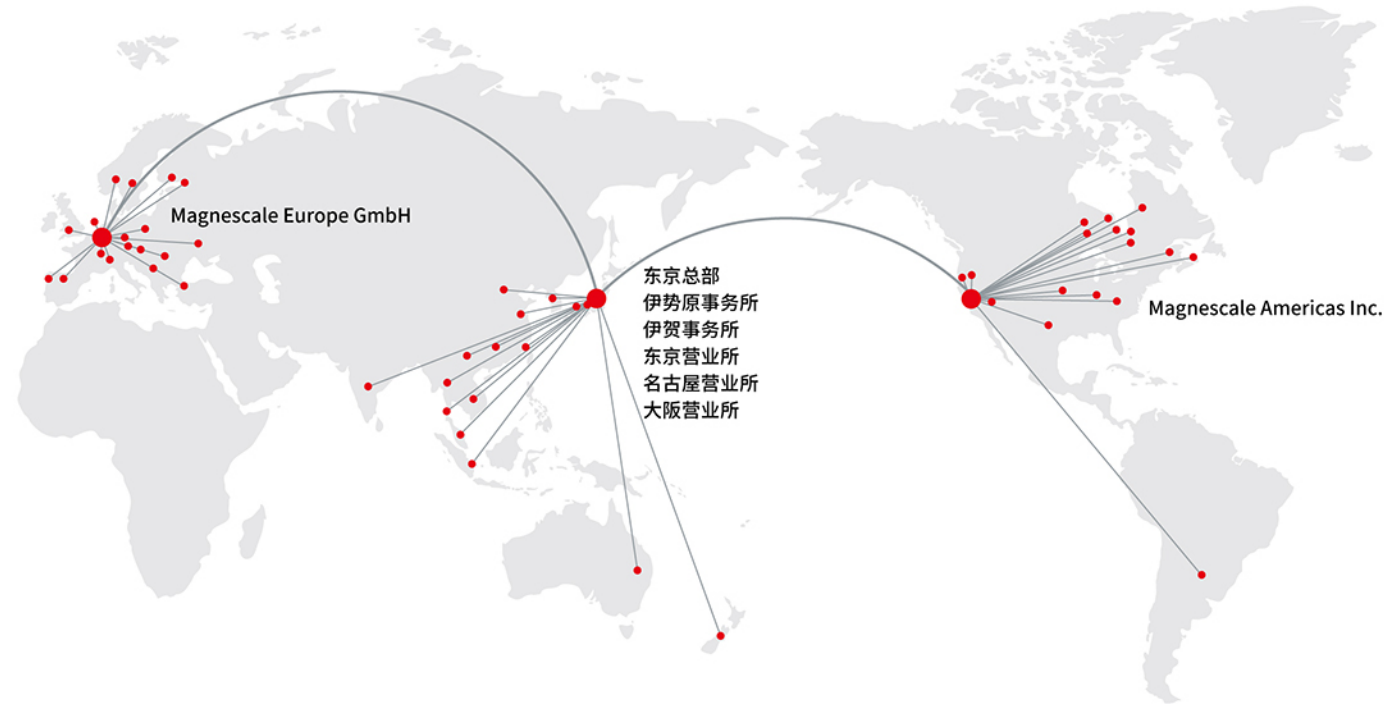 Magnescale Europe GmbH
东京总部
伊势原事务所
伊贺事务所
东京营业所
名古屋营业所
大阪营业所
Magnescale Americas Inc.